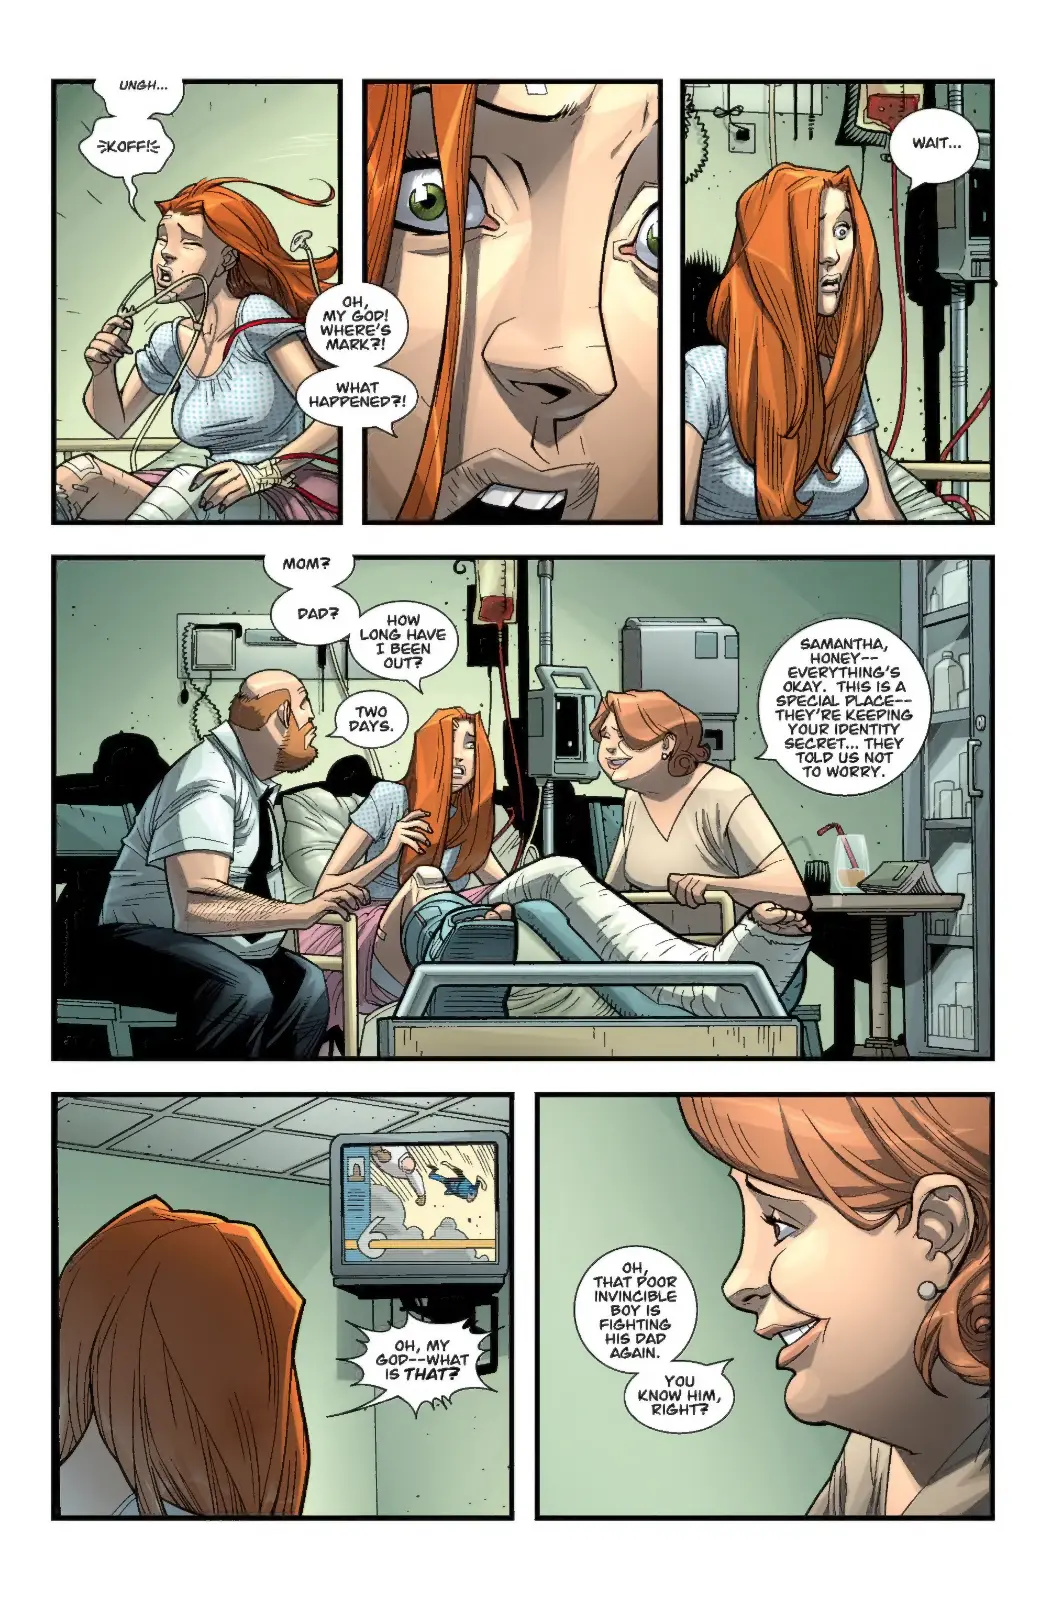 UNGH...
KOFF!
OH,
MY GOD!
WHERE'S
MARK?!
WHAT
HAPPENED?!
WAIT...
MOM?
DAD?
HOW
LONG HAVE
I BEEN
OUT?
TWO
DAYS.
SAMANTHA,
HONEY--
EVERYTHING'S
OKAY. THIS IS A
SPECIAL PLACE--
THEY'RE KEEPING
YOUR IDENTITY
SECRET... THEY
TOLD US NOT
TO WORRY.
6
OH, MY
GOD--WHAT
IS THAT?
OH,
THAT POOR
INVINCIBLE
BOY IS
FIGHTING
HIS DAD
AGAIN.
YOU
KNOW HIM,
RIGHT?